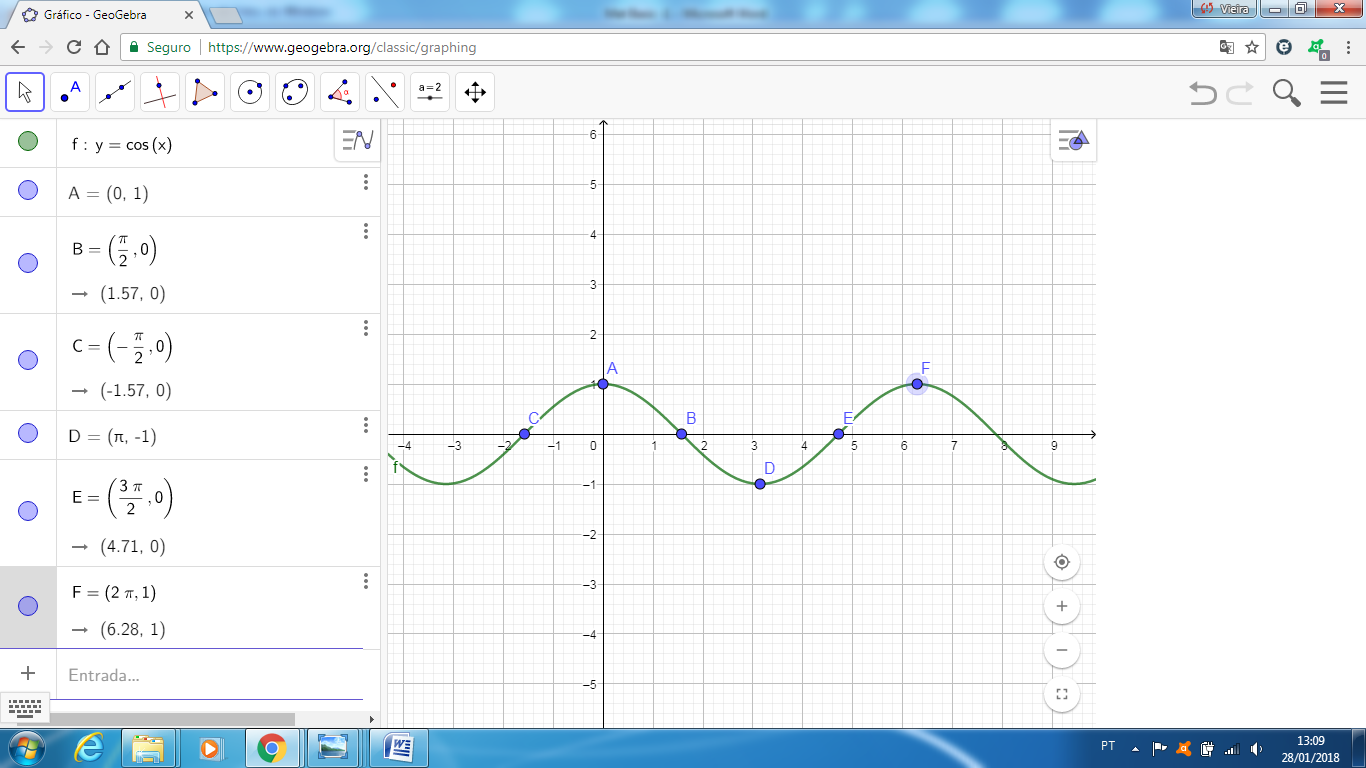 Gráfico - GeoGebra
Vieira
Seguro
https://www.geogebra.org/classic/graphing
0
A
α
a=2
f : y = cos (x)
A = (0, 1)
B = (π/2 , 0)
→ (1.57, 0)
C = (−π/2 , 0)
→ (-1.57, 0)
D = (π, -1)
E = (3 π/2 , 0)
→ (4.71, 0)
F = (2 π, 1)
→ (6.28, 1)
Entrada...
6
5
4
3
2
1
−1
−2
−3
−4
−5
−4 −3 −2 −1 0 1 2 3 4 5 6 7 8 9
A
B
C
D
E
F
f
PT
13:09
28/01/2018